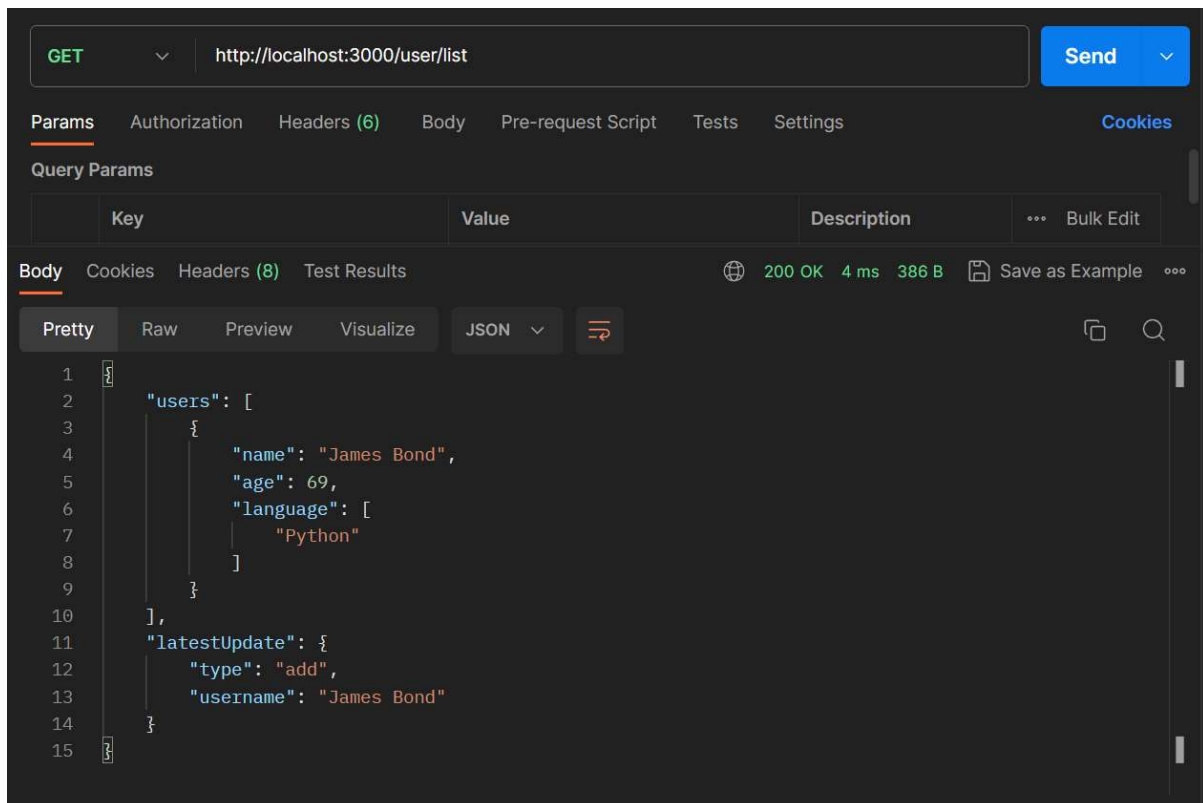 GET http://localhost:3000/user/list Send
Params Authorization Headers (6) Body Pre-request Script Tests Settings Cookies
Query Params
Key Value Description Bulk Edit
Body Cookies Headers (8) Test Results 200 OK 4 ms 386 B Save as Example
Pretty Raw Preview Visualize JSON
1 {
2 "users": [
3 {
4 "name": "James Bond",
5 "age": 69,
6 "language": [
7 "Python"
8 ]
9 }
10 ],
11 "latestUpdate": {
12 "type": "add",
13 "username": "James Bond"
14 }
15 }